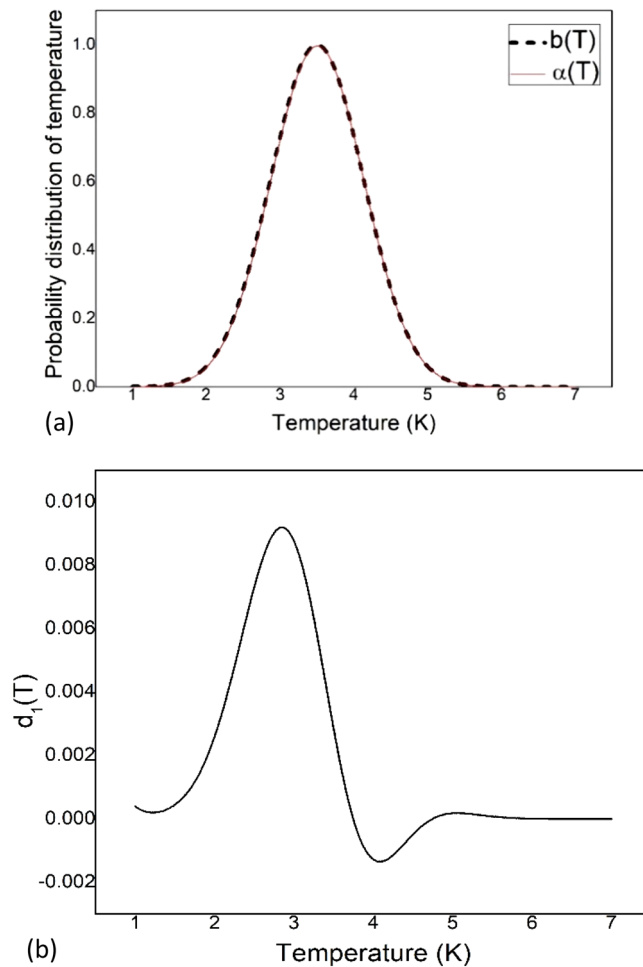 Probability distribution of temperature
1.0
0.8
0.6
0.4
0.2
0.0
b(T)
α(T)
1 2 3 4 5 6 7
Temperature (K)
(a)
d₁(T)
0.010
0.008
0.006
0.004
0.002
0.000
-0.002
1 2 3 4 5 6 7
Temperature (K)
(b)